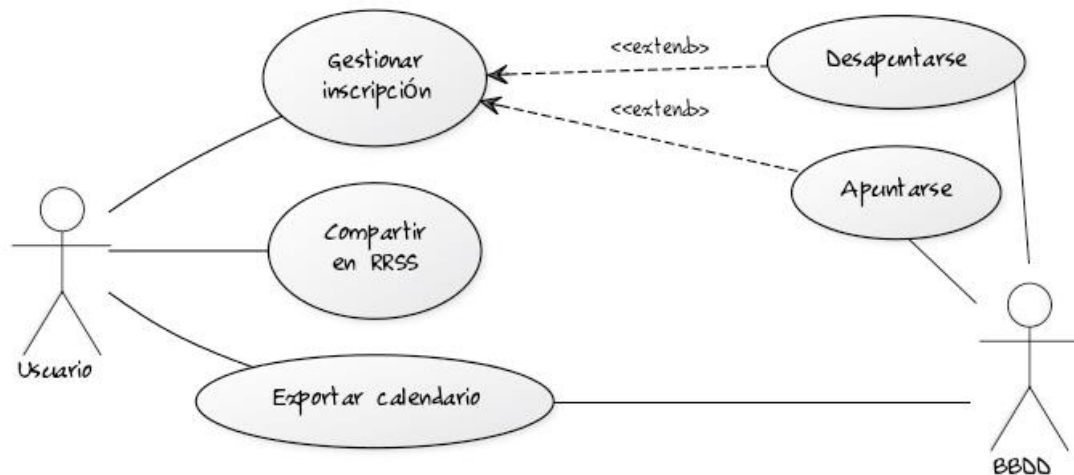 Gestionar
inscripción
<<extend>>
Desapuntarse
<<extend>>
Apuntarse
Compartir
en RRSS
Usuario
Exportar calendario
BBDD